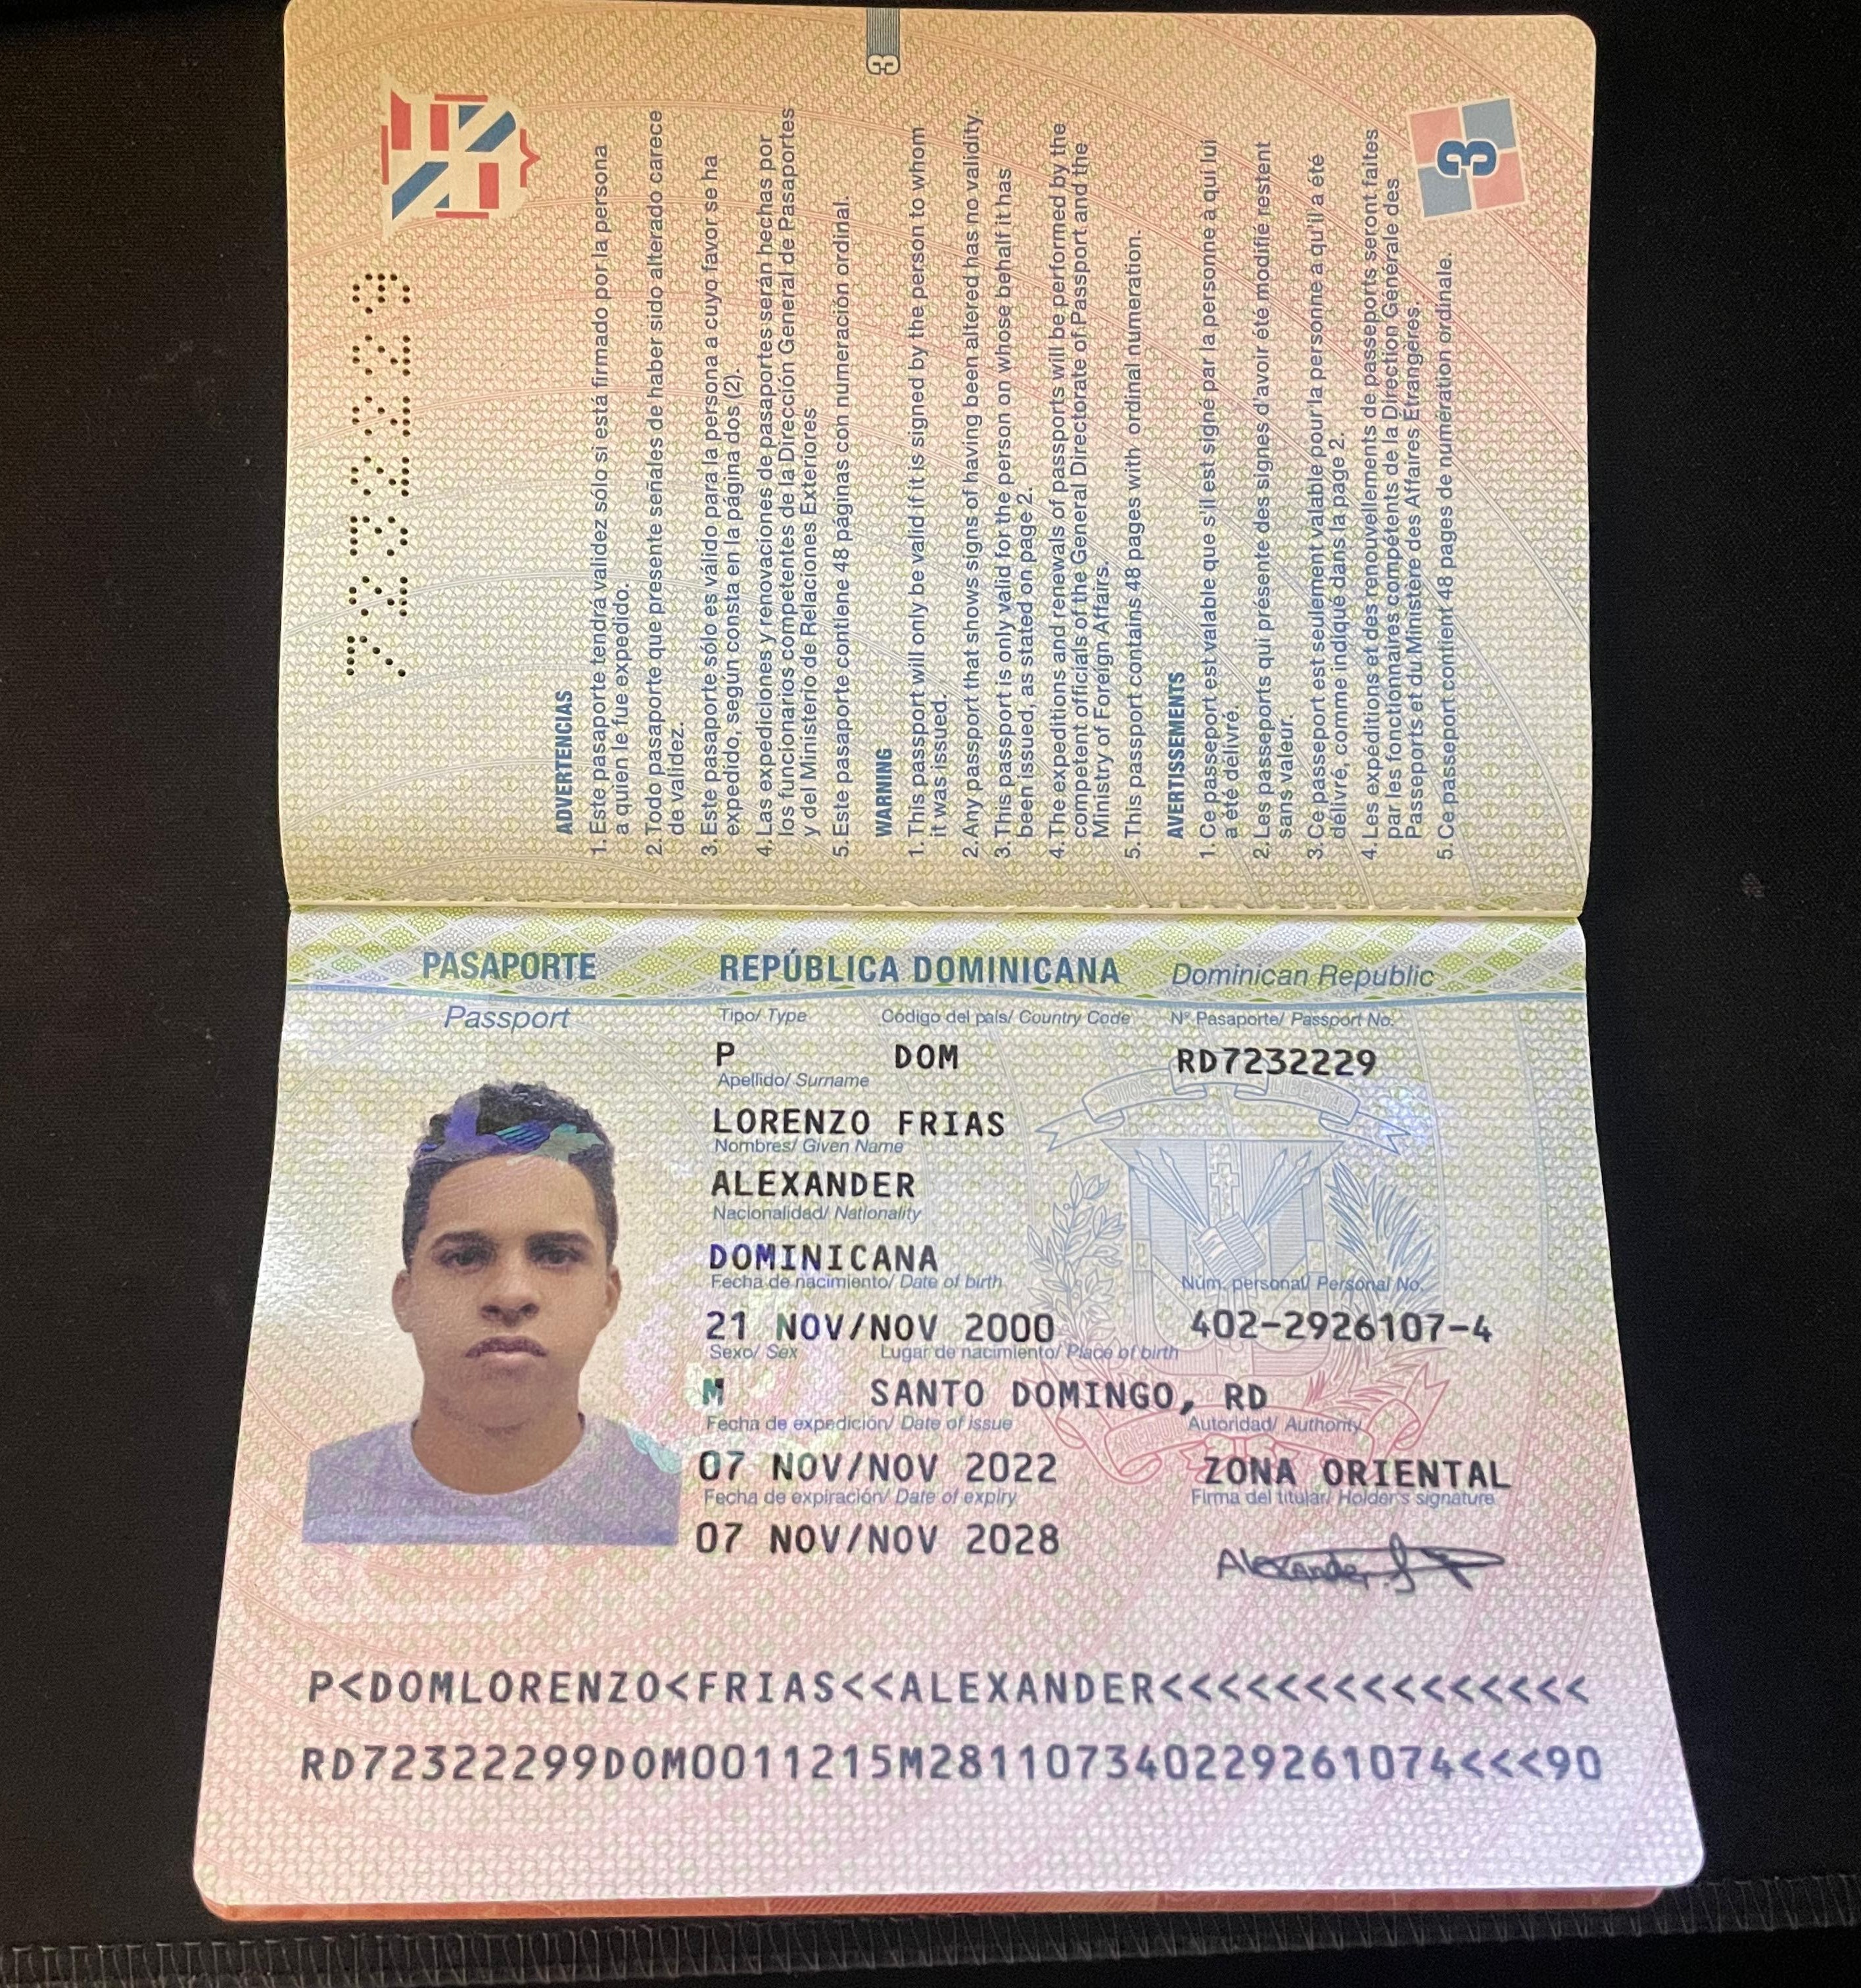 7232229
ADVERTENCIAS
1. Este pasaporte tendrá validez sólo si está firmado por la persona
a quien le fue expedido.
2. Todo pasaporte que presente señales de haber sido alterado carece
de validez.
3. Este pasaporte sólo es válido para la persona a cuyo favor se ha
expedido, según consta en la página dos (2).
4. Las expediciones y renovaciones de pasaportes serán hechas por
los funcionarios competentes de la Dirección General de Pasaportes
y del Ministerio de Relaciones Exteriores
5. Este pasaporte contiene 48 páginas con numeración ordinal.
WARNING
1. This passport will only be valid if it is signed by the person to whom
it was issued.
2. Any passport that shows signs of having been altered has no validity.
3. This passport is only valid for the person on whose behalf it has
been issued, as stated on page 2.
4. The expeditions and renewals of passports will be performed by the
competent officials of the General Directorate of Passport and the
Ministry of Foreign Affairs.
5. This passport contains 48 pages with ordinal numeration.
AVERTISSEMENTS
1. Ce passeport est valable que s'il est signé par la personne à qui lui
a été délivré.
2. Les passeports qui présente des signes d'avoir été modifié restent
sans valeur.
3. Ce passeport est seulement valable pour la personne a qu'il a été
délivré, comme indiqué dans la page 2.
4. Les expéditions et des renouvellements de passeports seront faites
par les fonctionnaires compétents de la Direction Générale des
Passeports et du Ministère des Affaires Etrangères.
5. Ce passeport contient 48 pages de numération ordinale.
3
3
PASAPORTE REPÚBLICA DOMINICANA Dominican Republic
Passport Tipo/ Type Código del país/ Country Code Nº Pasaporte/ Passport No.
P DOM RD7232229
Apellido/ Surname
LORENZO FRIAS
Nombres/ Given Name
ALEXANDER
Nacionalidad/ Nationality
DOMINICANA
Fecha de nacimiento/ Date of birth Núm. personal/ Personal No.
21 NOV/NOV 2000 402-2926107-4
Sexo/ Sex Lugar de nacimiento/ Place of birth
M SANTO DOMINGO, RD
Fecha de expedición/ Date of issue Autoridad/ Authority
07 NOV/NOV 2022 ZONA ORIENTAL
Fecha de expiración/ Date of expiry Firma del titular/ Holder's signature
07 NOV/NOV 2028
Alexander
P<DOMLORENZO<FRIAS<<ALEXANDER<<<<<<<<<<<<<<<
RD72322299DOM0011215M2811073402292610​74<<<90